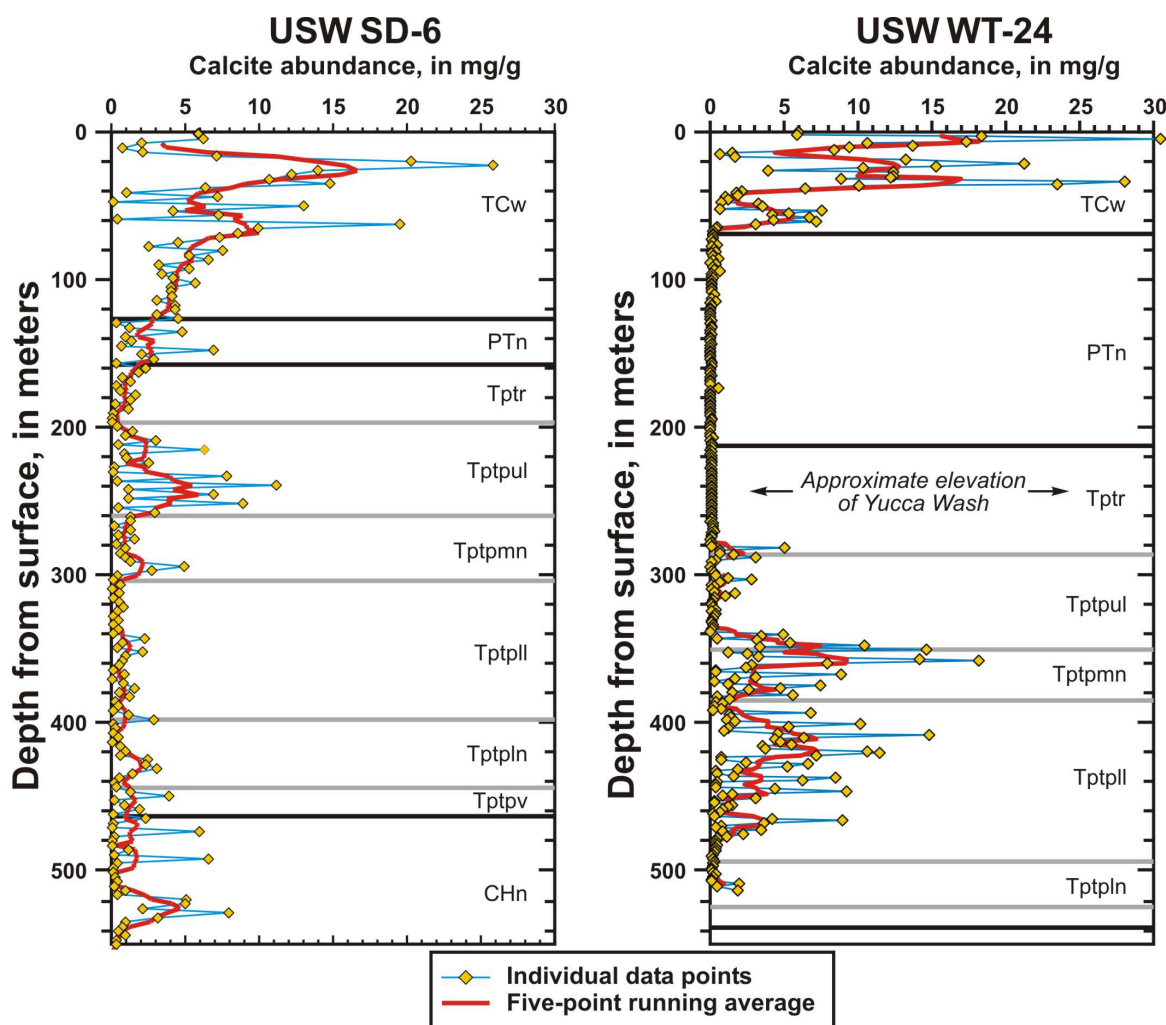 USW SD-6
Calcite abundance, in mg/g
0 5 10 15 20 25 30
Depth from surface, in meters
0
100
200
300
400
500
TCw
PTn
Tptr
Tptpul
Tptpmn
Tptpll
Tptpln
Tptpv
CHn
USW WT-24
Calcite abundance, in mg/g
0 5 10 15 20 25 30
Depth from surface, in meters
0
100
200
300
400
500
TCw
PTn
Approximate elevation
of Yucca Wash
Tptr
Tptpul
Tptpmn
Tptpll
Tptpln
Individual data points
Five-point running average